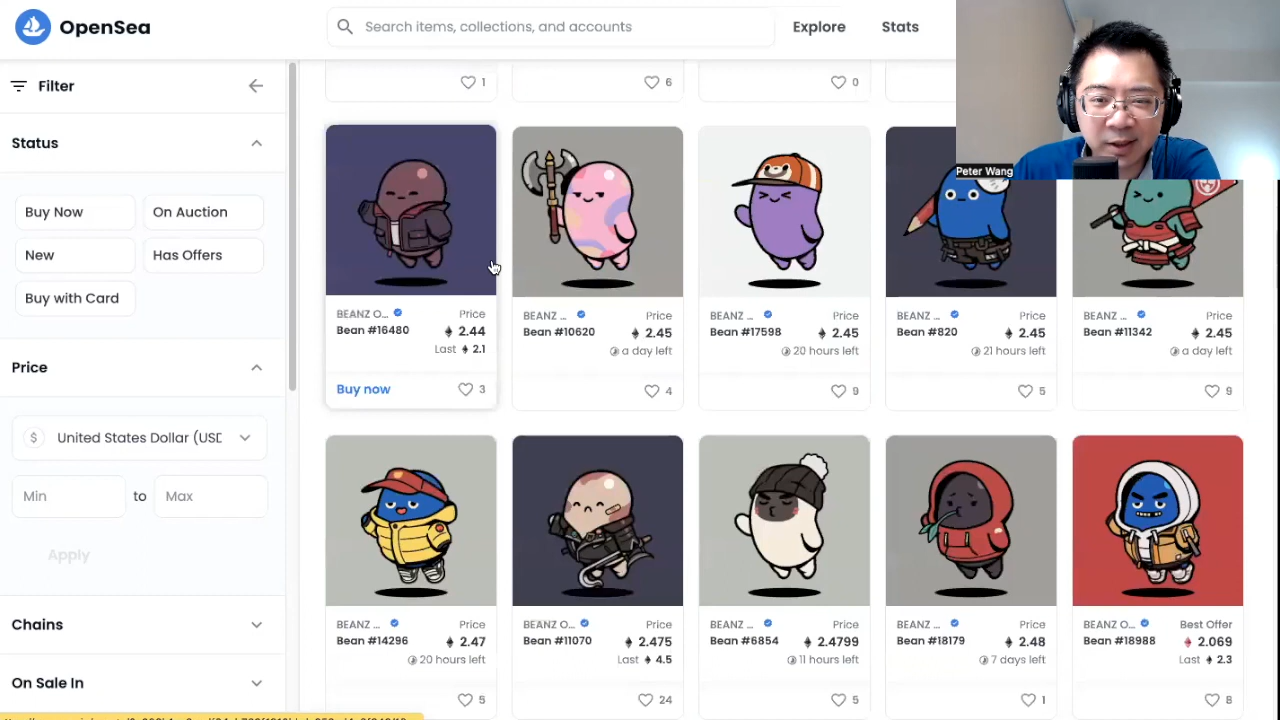 OpenSea
Search items, collections, and accounts
Explore
Stats
Peter Wang
Filter
Status
Buy Now
On Auction
New
Has Offers
Buy with Card
Price
$ United States Dollar (USD
Min to Max
Apply
Chains
On Sale In
1
6
0
BEANZ O... Price
Bean #16480 2.44
Last 2.1
Buy now 3
BEANZ ... Price
Bean #10620 2.45
a day left
4
BEANZ ... Price
Bean #17598 2.45
20 hours left
9
BEANZ ... Price
Bean #820 2.45
21 hours left
5
BEANZ ... Price
Bean #11342 2.45
a day left
9
BEANZ ... Price
Bean #14296 2.47
20 hours left
5
BEANZ O... Price
Bean #11070 2.475
Last 4.5
24
BEANZ ... Price
Bean #6854 2.4799
11 hours left
5
BEANZ ... Price
Bean #18179 2.48
7 days left
1
BEANZ O... Best Offer
Bean #18988 2.069
Last 2.3
8